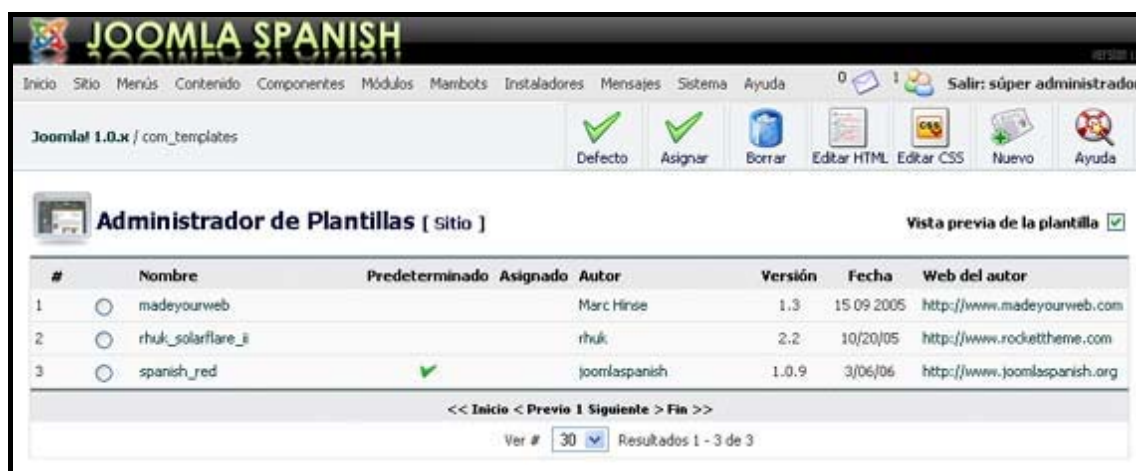 JOOMLA SPANISH
Inicio Sitio Menús Contenido Componentes Módulos Mambots Instaladores Mensajes Sistema Ayuda 0 1 Salir: súper administrador
Joomla! 1.0.x / com_templates
Defecto Asignar Borrar Editar HTML Editar CSS Nuevo Ayuda
Administrador de Plantillas [ Sitio ]
Vista previa de la plantilla
# Nombre Predeterminado Asignado Autor Versión Fecha Web del autor
1 madeyourweb Marc Hinse 1.3 15 09 2005 http://www.madeyourweb.com
2 rhuk_solarflare_ii rhuk 2.2 10/20/05 http://www.rockettheme.com
3 spanish_red joomlaspanish 1.0.9 3/06/06 http://www.joomlaspanish.org
<< Inicio < Previo 1 Siguiente > Fin >>
Ver # 30 Resultados 1 - 3 de 3